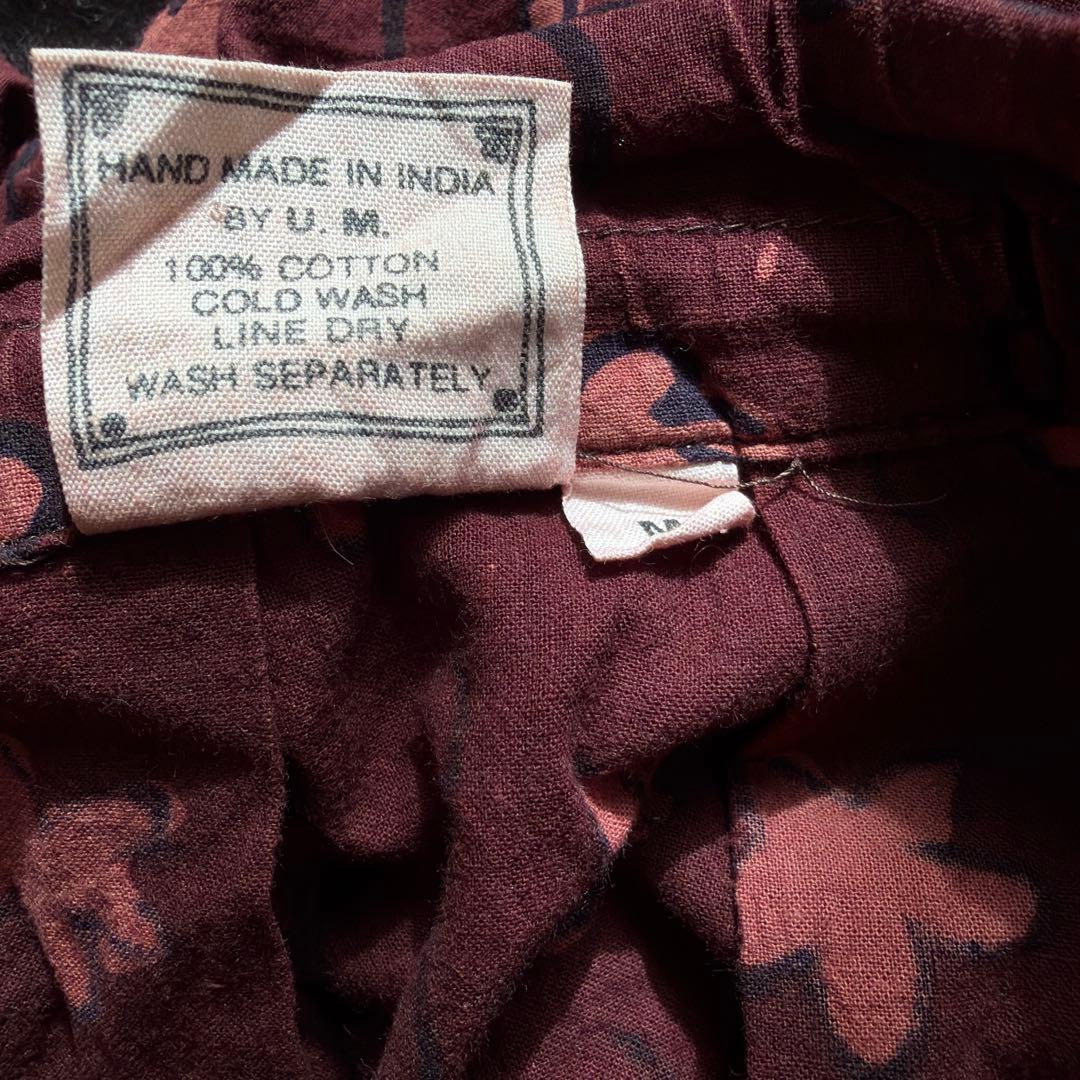 HAND MADE IN INDIA
BY U. M.
100% COTTON
COLD WASH
LINE DRY
WASH SEPARATELY
M